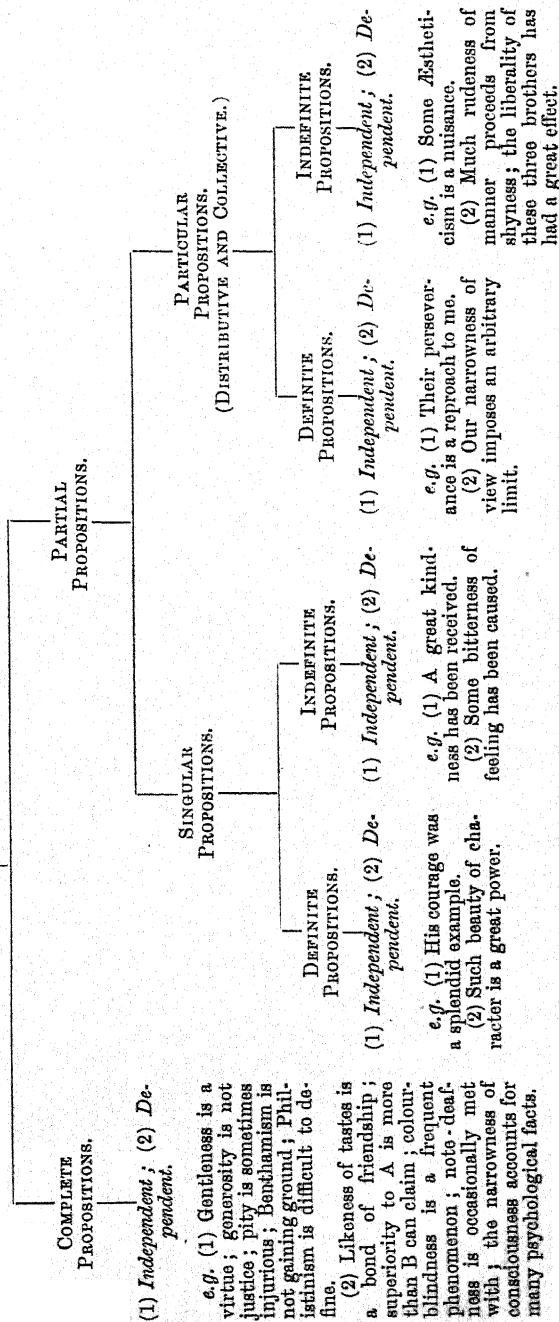 COMPLETE
PROPOSITIONS.
(1) Independent; (2) De-
pendent.
e.g. (1) Gentleness is a
virtue; generosity is not
justice; pity is sometimes
injurious; Benthamism is
not gaining ground; Phil-
istinism is difficult to de-
fine.
(2) Likeness of tastes is
a bond of friendship;
superiority to A is more
than B can claim; colour-
blindness is a frequent
phenomenon; note-deaf-
ness is occasionally met
with; the narrowness of
consciousness accounts for
many psychological facts.
PARTIAL
PROPOSITIONS.
SINGULAR
PROPOSITIONS.
DEFINITE
PROPOSITIONS.
(1) Independent; (2) De-
pendent.
e.g. (1) His courage was
a splendid example.
(2) Such beauty of cha-
racter is a great power.
INDEFINITE
PROPOSITIONS.
(1) Independent; (2) De-
pendent.
e.g. (1) A great kind-
ness has been received.
(2) Some bitterness of
feeling has been caused.
PARTICULAR
PROPOSITIONS.
(DISTRIBUTIVE AND COLLECTIVE.)
DEFINITE
PROPOSITIONS.
(1) Independent; (2) De-
pendent.
e.g. (1) Their persever-
ance is a reproach to me.
(2) Our narrowness of
view imposes an arbitrary
limit.
INDEFINITE
PROPOSITIONS.
(1) Independent; (2) De-
pendent.
e.g. (1) Some Æstheti-
cism is a nuisance.
(2) Much rudeness of
manner proceeds from
shyness; the liberality of
these three brothers has
had a great effect.